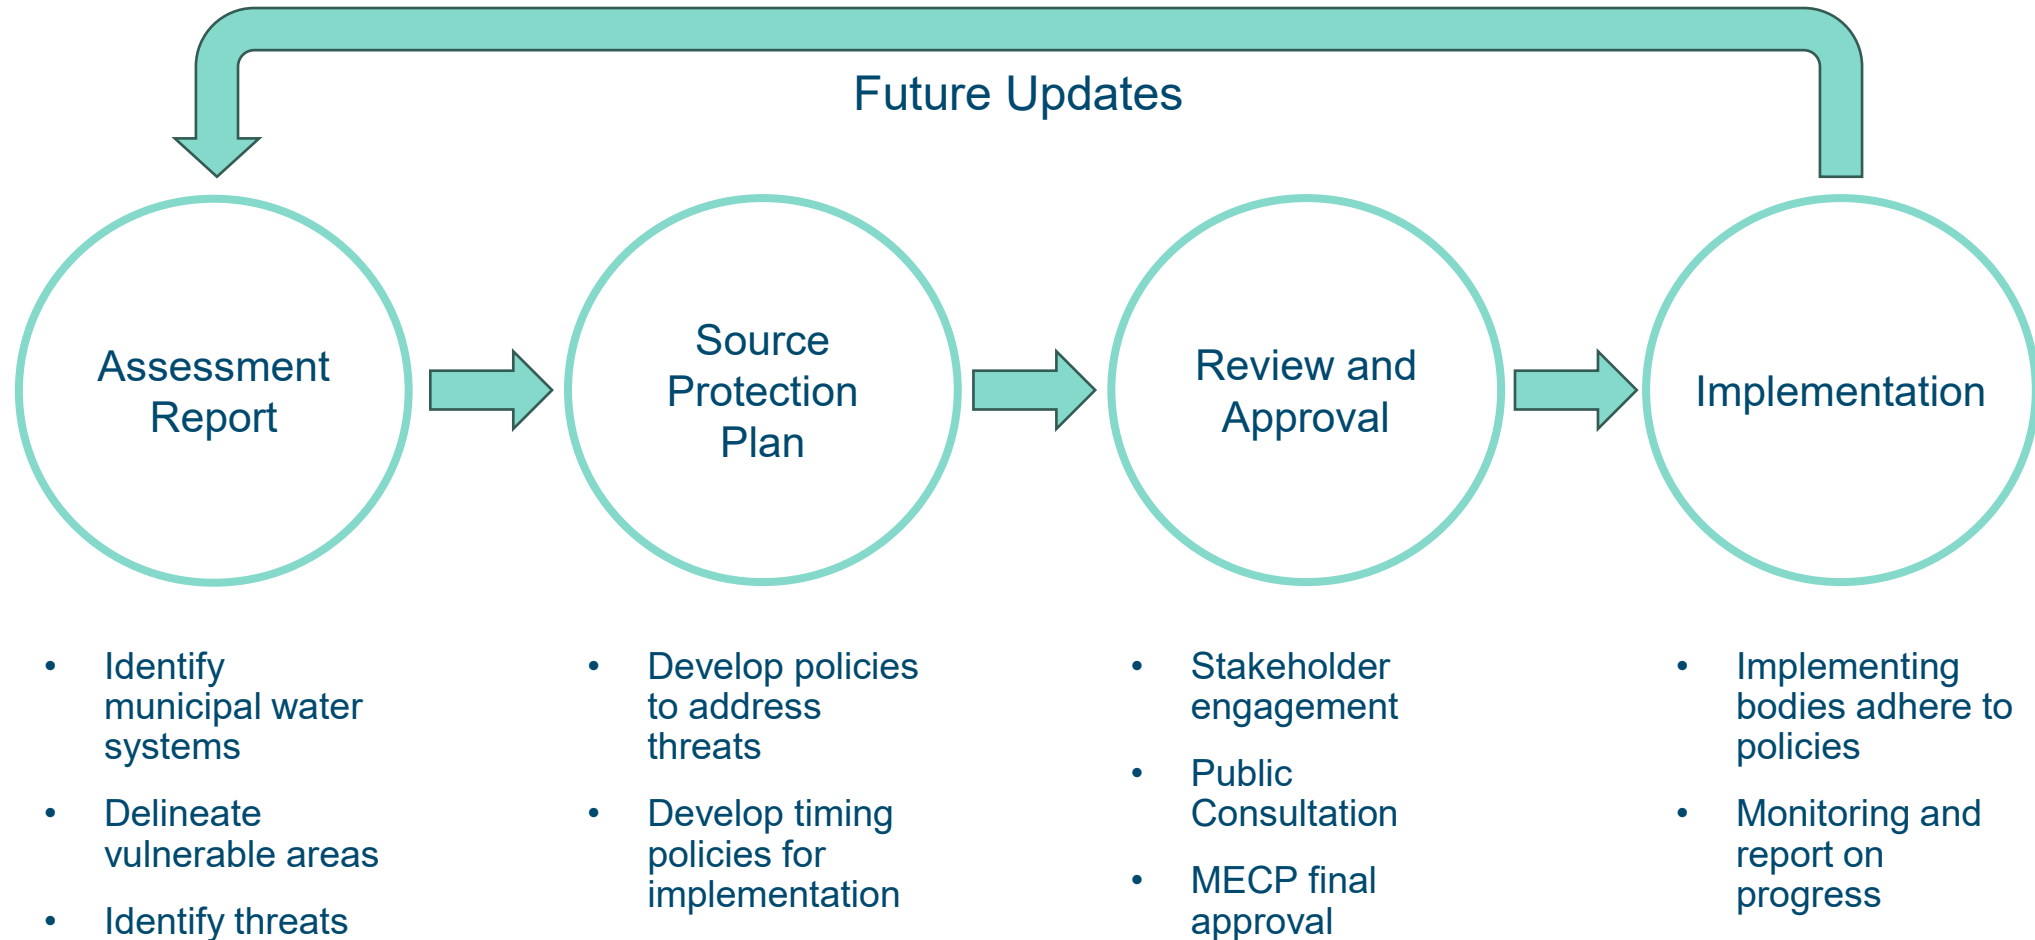 Future Updates
Assessment
Report
Source
Protection
Plan
Review and
Approval
Implementation
• Identify
municipal water
systems
• Delineate
vulnerable areas
• Identify threats
• Develop policies
to address
threats
• Develop timing
policies for
implementation
• Stakeholder
engagement
• Public
Consultation
• MECP final
approval
• Implementing
bodies adhere to
policies
• Monitoring and
report on
progress